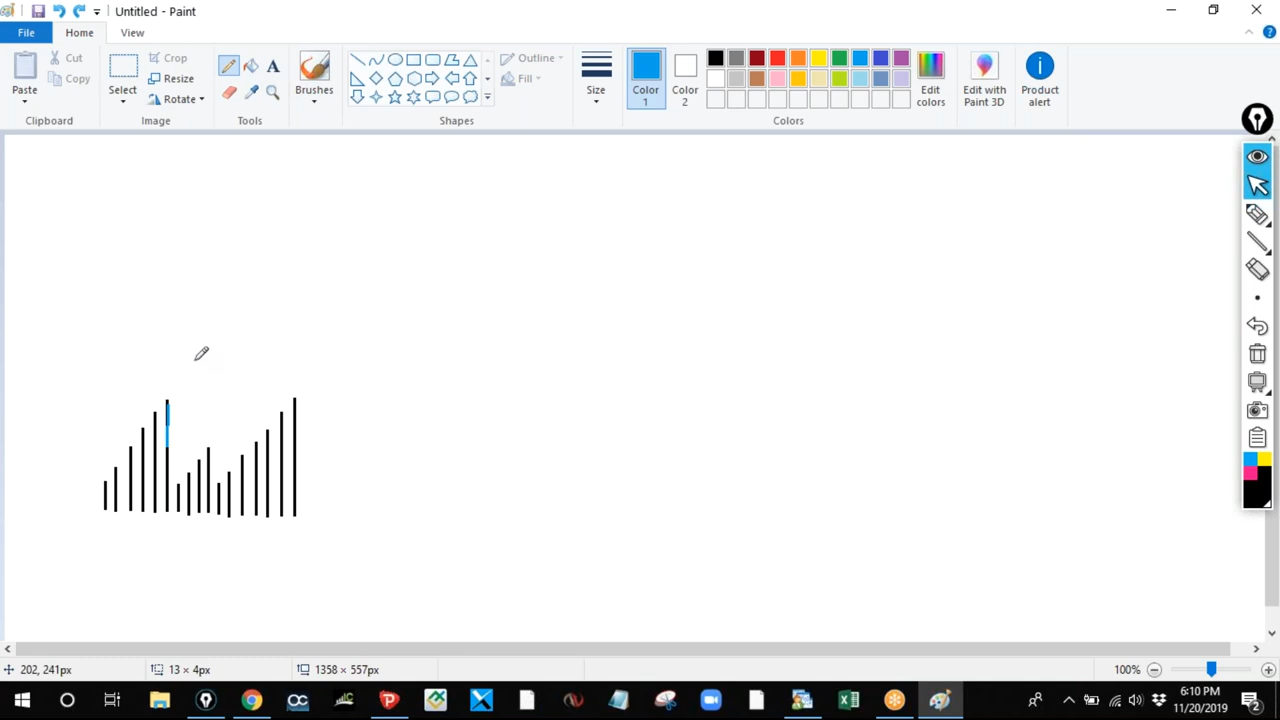 Untitled - Paint
File Home View
Paste
Cut
Copy
Clipboard
Select
Crop
Resize
Rotate
Image
A
Tools
Brushes
Outline
Fill
Shapes
Size
Color 1
Color 2
Edit colors
Colors
Edit with Paint 3D
Product alert
202, 241px 13 × 4px 1358 × 557px 100%
6:10 PM
11/20/2019
2